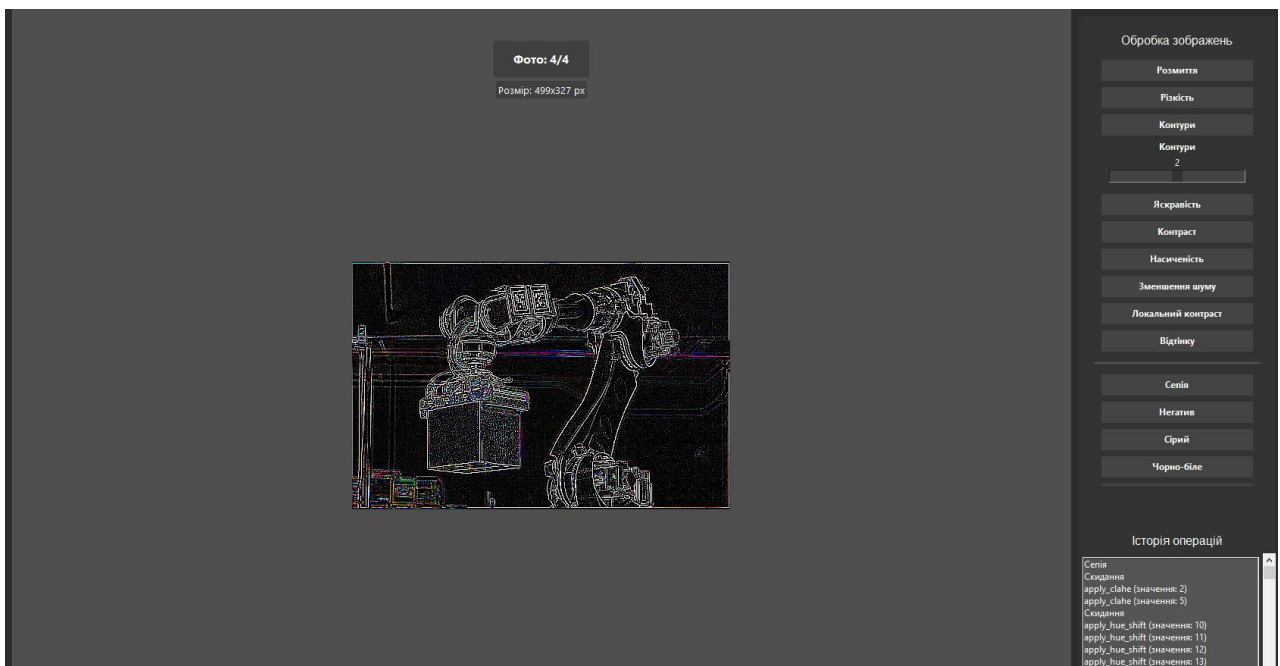 Фото: 4/4
Розмір: 499x327 px
Обробка зображень
Розмиття
Різкість
Контури
Контури
2
Яскравість
Контраст
Насиченість
Зменшення шуму
Локальний контраст
Відтінку
Сепія
Негатив
Сірий
Чорно-біле
Історія операцій
Сепія
Скидання
apply_clahe (значення: 2)
apply_clahe (значення: 5)
Скидання
apply_hue_shift (значення: 10)
apply_hue_shift (значення: 11)
apply_hue_shift (значення: 12)
apply_hue_shift (значення: 13)